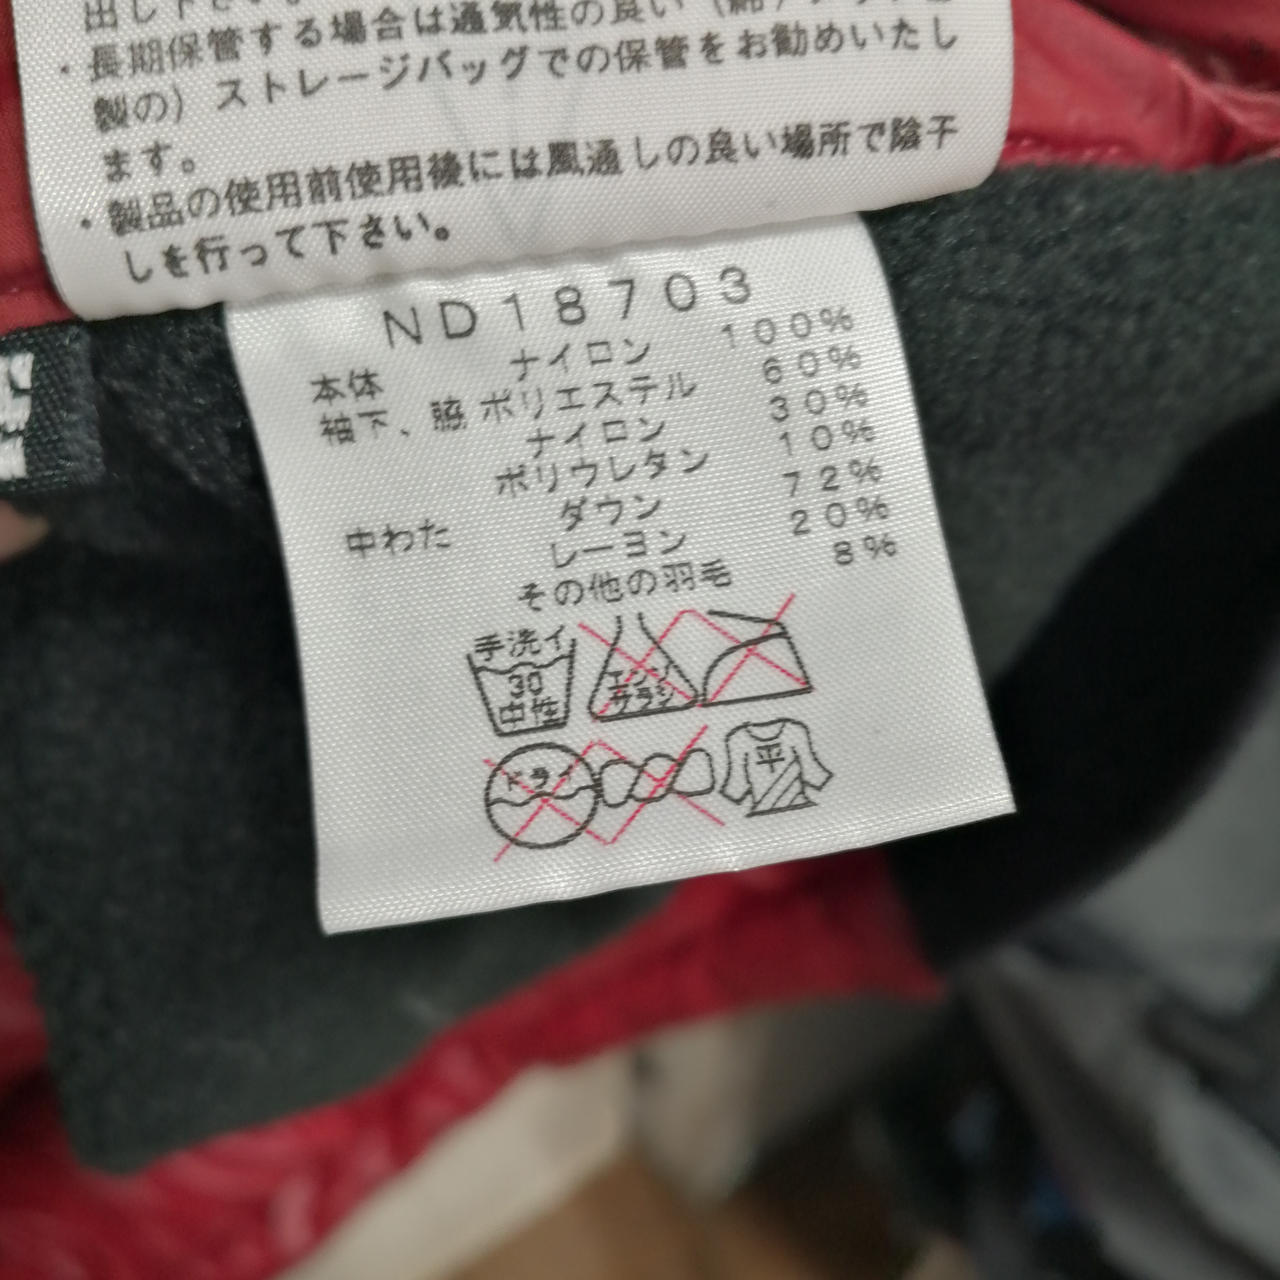 長期保管する場合は通気性の良い
製の）ストレージバッグでの保管をお勧めいたし
ます。
・製品の使用前使用後には風通しの良い場所で陰干
しを行って下さい。
ND18703
本体 ナイロン 100%
袖下、脇 ポリエステル 60%
ナイロン 30%
ポリウレタン 10%
中わた ダウン 72%
レーヨン 20%
その他の羽毛 8%
手洗イ
30
中性
エンソ
サラシ
ドライ
平